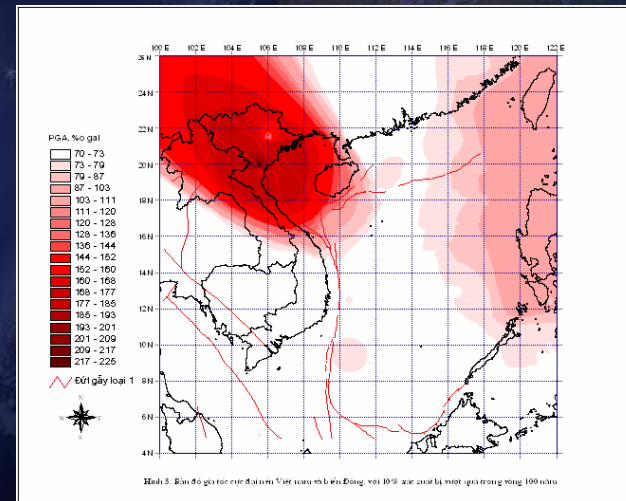 100 E 102 E 104 E 106 E 108 E 110 E 112 E 114 E 116 E 118 E 120 E 122 E
26 N
24 N
22 N
20 N
18 N
16 N
14 N
12 N
10 N
8 N
6 N
4 N
PGA, %o gal
70 - 73
73 - 79
79 - 87
87 - 103
103 - 111
111 - 120
120 - 128
128 - 136
136 - 144
144 - 152
152 - 160
160 - 168
168 - 177
177 - 185
185 - 193
193 - 201
201 - 209
209 - 217
217 - 225
Đứt gãy loại 1
N
W E
S
Hình 5. Bản đồ gia tốc cực đại nền Việt nam và biển Đông, với 10% xác xuất bị vượt quá trong vòng 100 năm